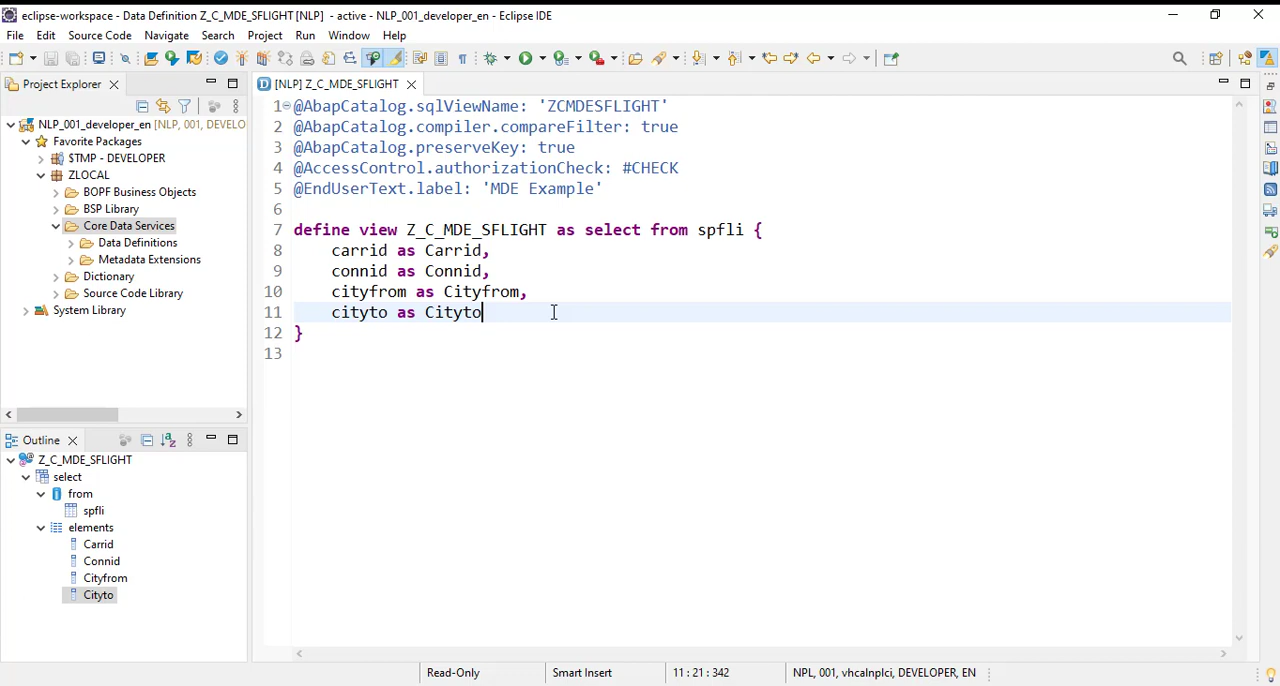 eclipse-workspace - Data Definition Z_C_MDE_SFLIGHT [NLP]  - active - NLP_001_developer_en - Eclipse IDE
File Edit Source Code Navigate Search Project Run Window Help
Project Explorer
NLP_001_developer_en [NLP, 001, DEVELO
Favorite Packages
$TMP - DEVELOPER
ZLOCAL
BOPF Business Objects
BSP Library
Core Data Services
Data Definitions
Metadata Extensions
Dictionary
Source Code Library
System Library
Outline
Z_C_MDE_SFLIGHT
select
from
spfli
elements
Carrid
Connid
Cityfrom
Cityto
[NLP] Z_C_MDE_SFLIGHT
1 @AbapCatalog.sqlViewName: 'ZCMDESFLIGHT'
2 @AbapCatalog.compiler.compareFilter: true
3 @AbapCatalog.preserveKey: true
4 @AccessControl.authorizationCheck: #CHECK
5 @EndUserText.label: 'MDE Example'
6
7 define view Z_C_MDE_SFLIGHT as select from spfli {
8 carrid as Carrid,
9 connid as Connid,
10 cityfrom as Cityfrom,
11 cityto as Cityto
12 }
13
Read-Only Smart Insert 11 : 21 : 342 NPL, 001, vhcalnplci, DEVELOPER, EN